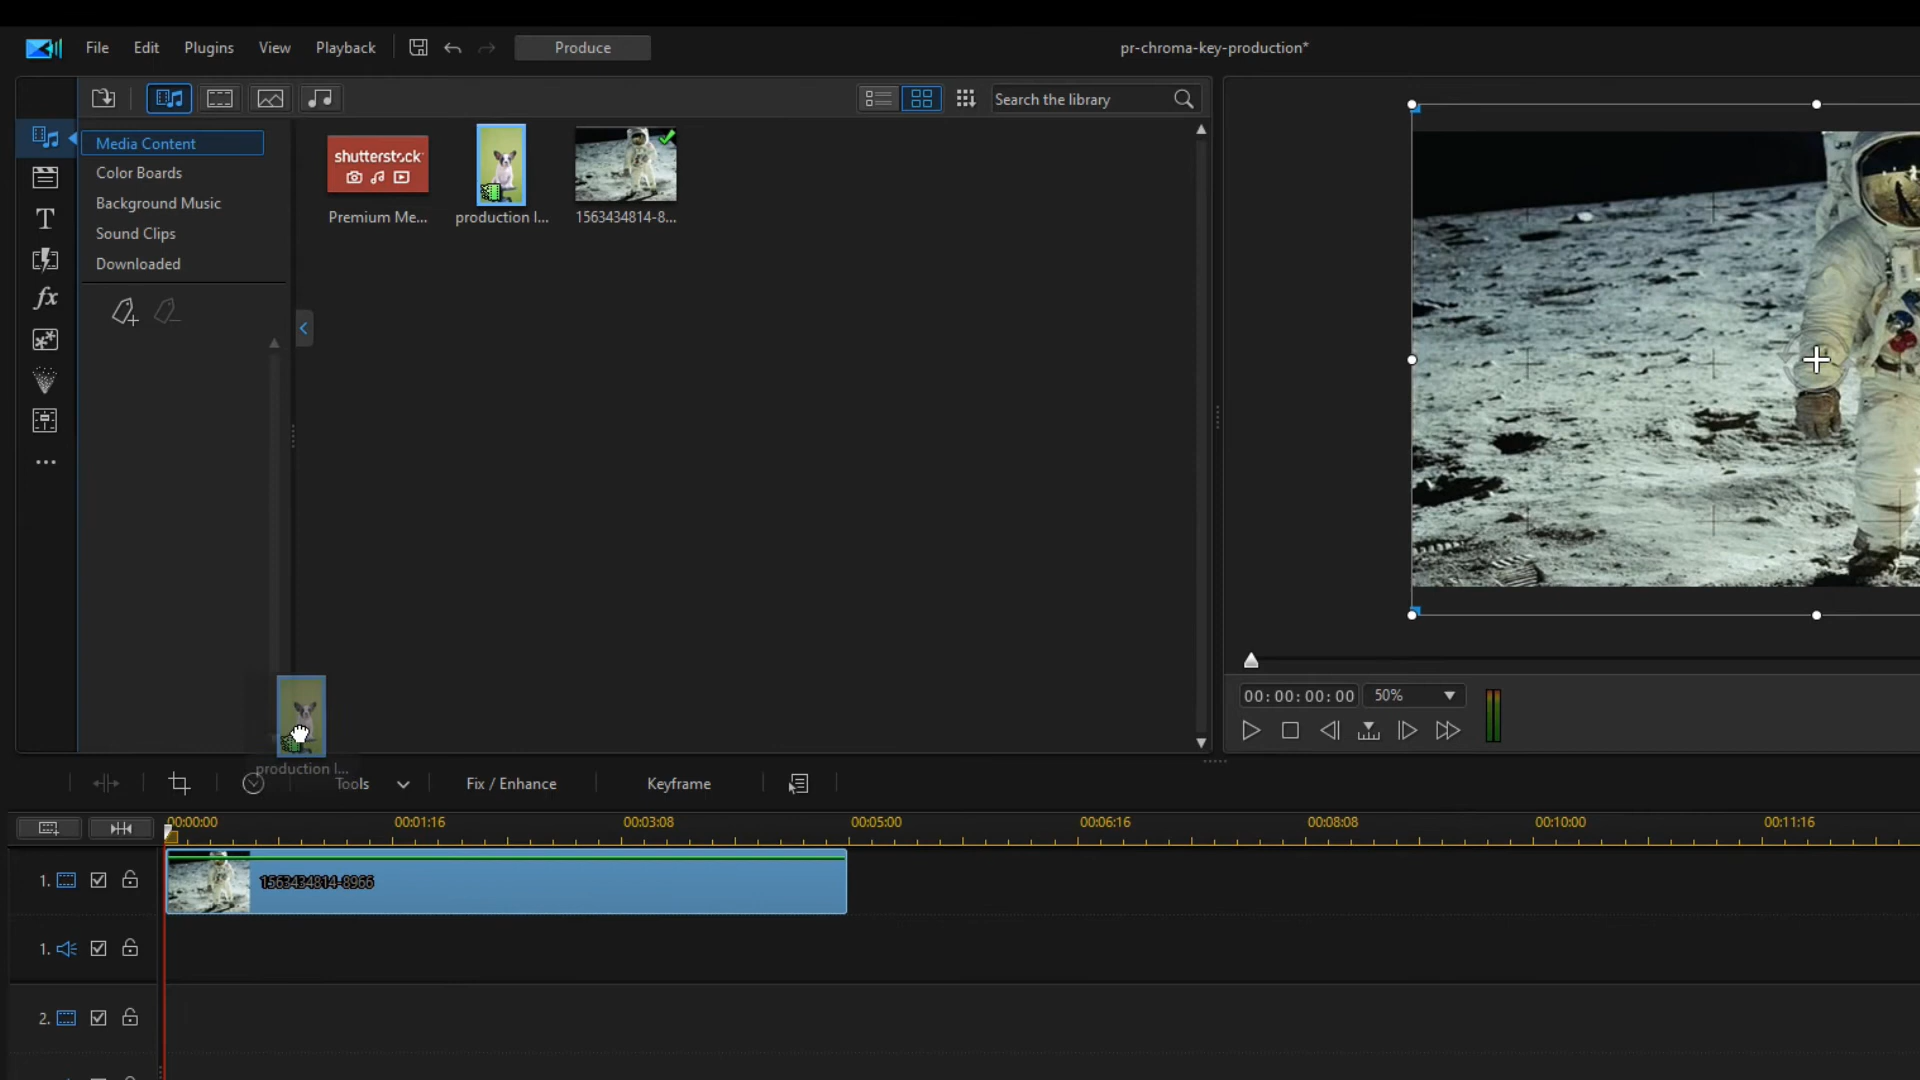 File Edit Plugins View Playback Produce pr-chroma-key-production*
Search the library
Media Content
Color Boards
Background Music
Sound Clips
Downloaded
shutterstock
Premium Me... production l... 1563434814-8...
production l...
00:00:00:00 50%
Tools Fix / Enhance Keyframe
00:00:00 00:01:16 00:03:08 00:05:00 00:06:16 00:08:08 00:10:00 00:11:16
1. 1563434814-8966
1.
2.